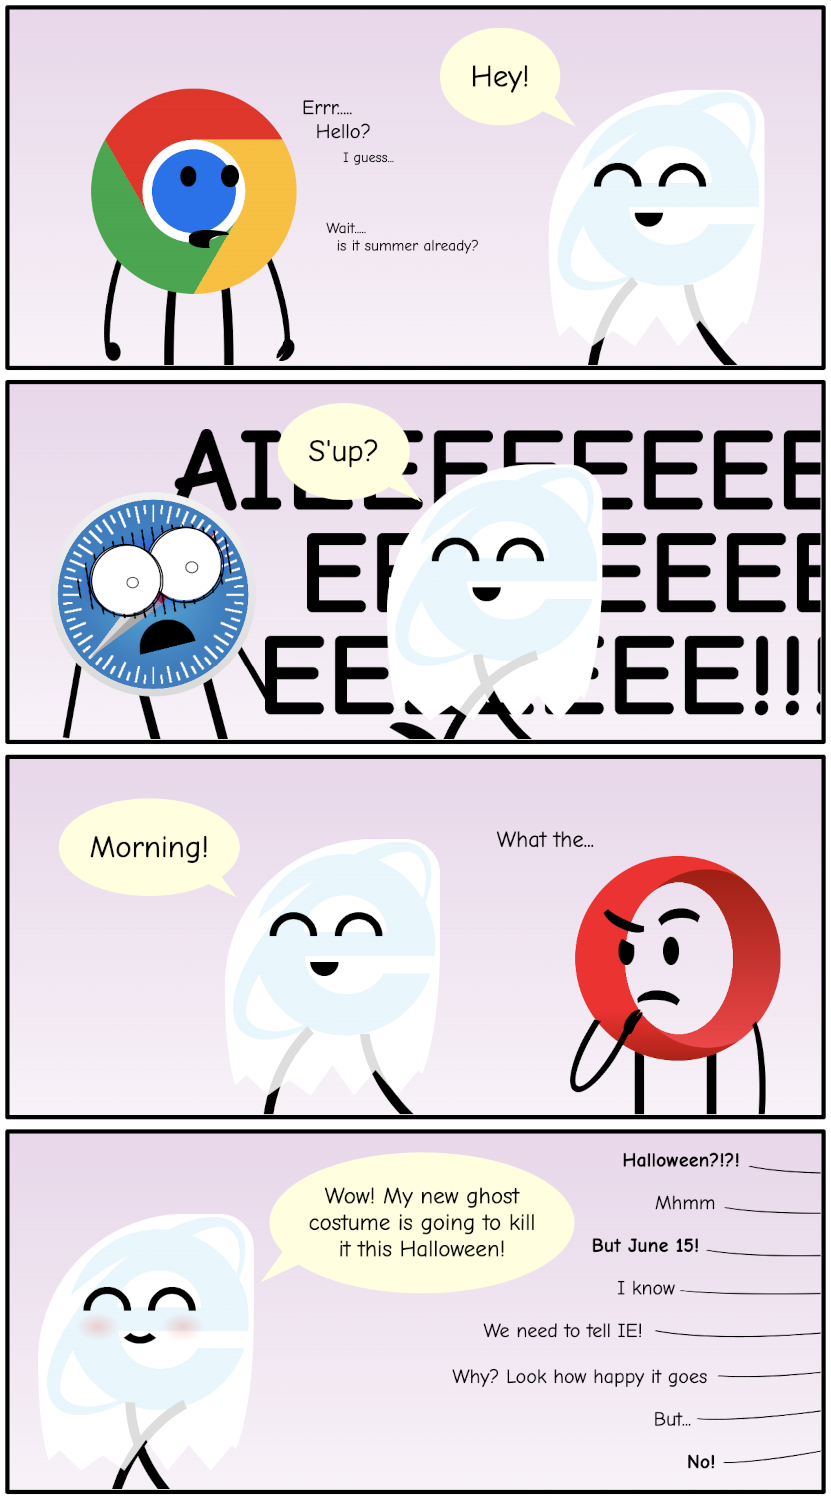 Hey!
Errr.....
Hello?
I guess...
Wait.....
is it summer already?
S'up?
AIEEEEEEEE
EEEEEEEE
EEEEEEE!!!
Morning!
What the...
Wow! My new ghost
costume is going to kill
it this Halloween!
Halloween?!?!
Mhmm
But June 15!
I know
We need to tell IE!
Why? Look how happy it goes
But...
No!